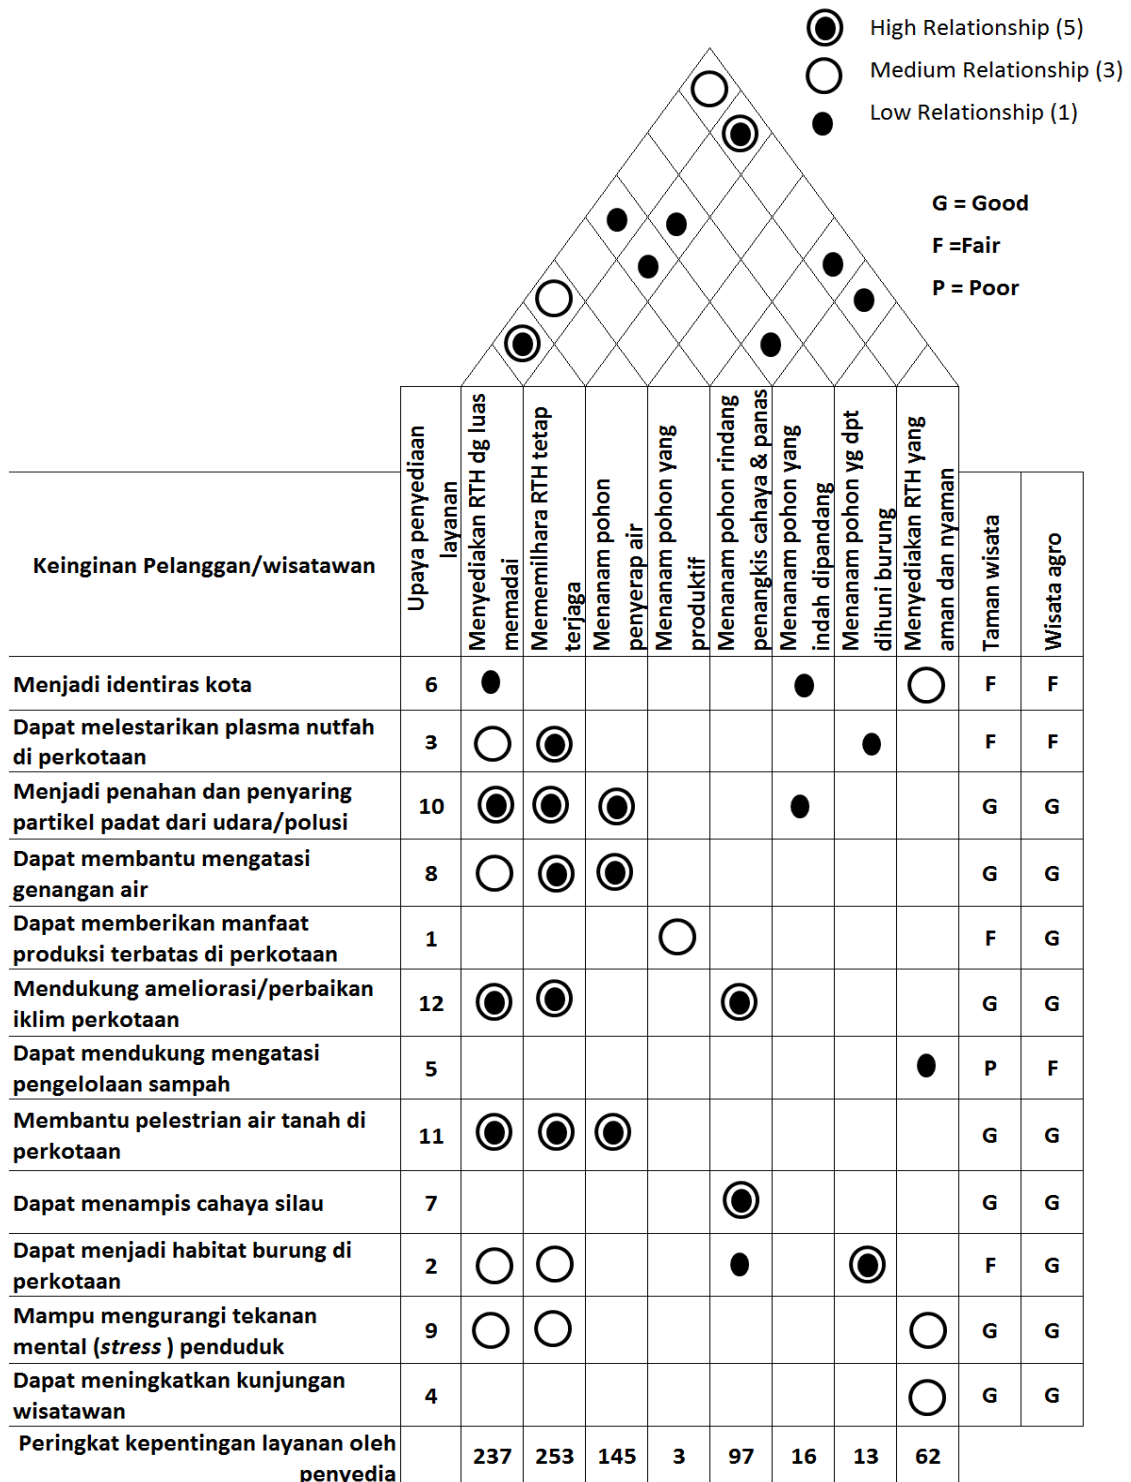 High Relationship (5)
Medium Relationship (3)
Low Relationship (1)
G = Good
F =Fair
P = Poor
Keinginan Pelanggan/wisatawan
Upaya penyediaan
layanan
Menyediakan RTH dg luas
memadai
Mememilhara RTH tetap
terjaga
Menanam pohon
penyerap air
Menanam pohon yang
produktif
Menanam pohon rindang
penangkis cahaya & panas
Menanam pohon yang
indah dipandang
Menanam pohon yg dpt
dihuni burung
Menyediakan RTH yang
aman dan nyaman
Taman wisata
Wisata agro
Menjadi identiras kota 6 F F
Dapat melestarikan plasma nutfah
di perkotaan 3 F F
Menjadi penahan dan penyaring
partikel padat dari udara/polusi 10 G G
Dapat membantu mengatasi
genangan air 8 G G
Dapat memberikan manfaat
produksi terbatas di perkotaan 1 F G
Mendukung ameliorasi/perbaikan
iklim perkotaan 12 G G
Dapat mendukung mengatasi
pengelolaan sampah 5 P F
Membantu pelestrian air tanah di
perkotaan 11 G G
Dapat menampis cahaya silau 7 G G
Dapat menjadi habitat burung di
perkotaan 2 F G
Mampu mengurangi tekanan
mental (stress ) penduduk 9 G G
Dapat meningkatkan kunjungan
wisatawan 4 G G
Peringkat kepentingan layanan oleh
penyedia 237 253 145 3 97 16 13 62